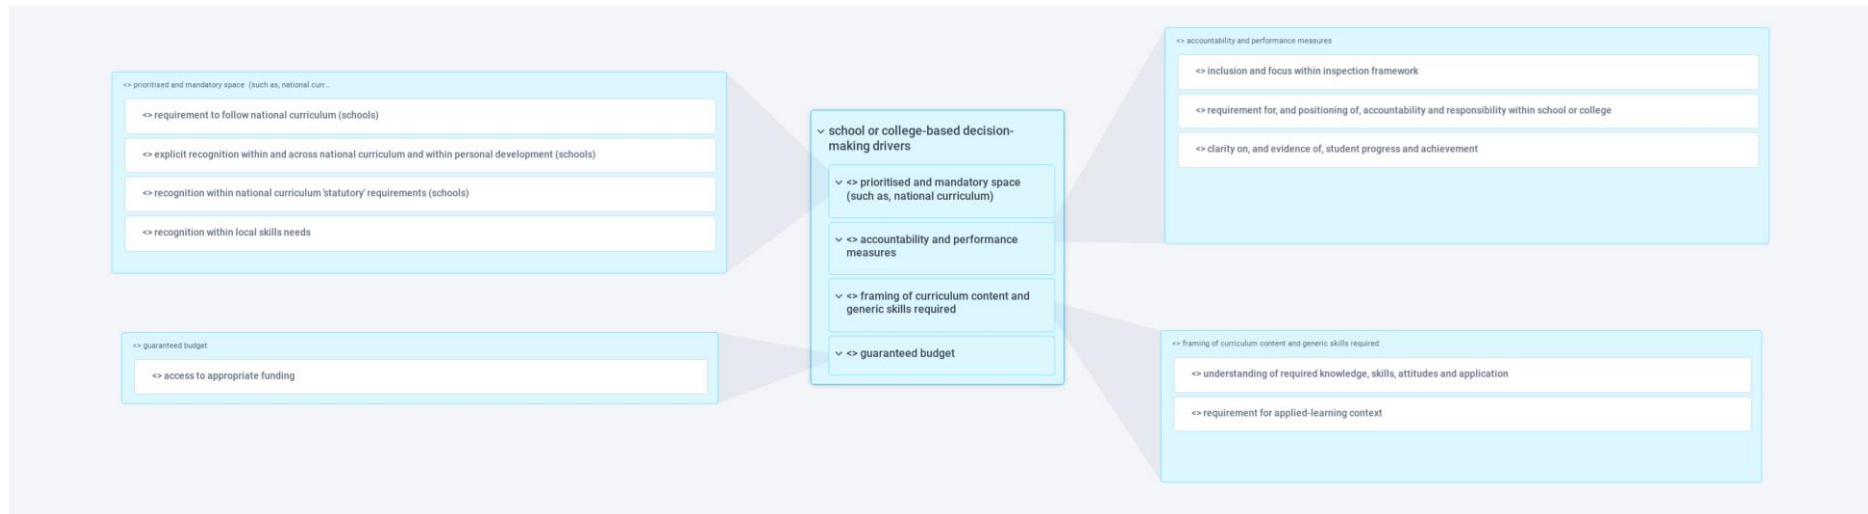 <> prioritised and mandatory space (such as, national curr...
<> requirement to follow national curriculum (schools)
<> explicit recognition within and across national curriculum and within personal development (schools)
<> recognition within national curriculum 'statutory' requirements (schools)
<> recognition within local skills needs
<> guaranteed budget
<> access to appropriate funding
school or college-based decision-
making drivers
<> prioritised and mandatory space
(such as, national curriculum)
<> accountability and performance
measures
<> framing of curriculum content and
generic skills required
<> guaranteed budget
<> accountability and performance measures
<> inclusion and focus within inspection framework
<> requirement for, and positioning of, accountability and responsibility within school or college
<> clarity on, and evidence of, student progress and achievement
<> framing of curriculum content and generic skills required
<> understanding of required knowledge, skills, attitudes and application
<> requirement for applied-learning context